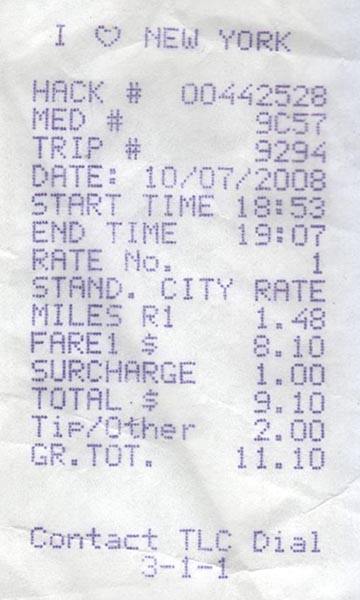 I ♡ NEW YORK
HACK # 00442528
MED # 9C57
TRIP # 9294
DATE: 10/07/2008
START TIME 18:53
END TIME 19:07
RATE No. 1
STAND. CITY RATE
MILES R1 1.48
FARE1 $ 8.10
SURCHARGE 1.00
TOTAL $ 9.10
Tip/Other 2.00
GR.TOT. 11.10
Contact TLC Dial
3-1-1